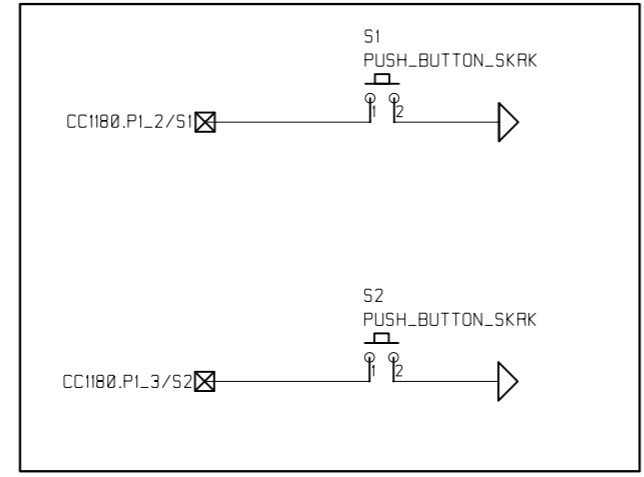 S1
PUSH_BUTTON_SKRK
CC1180.P1_2/S1
1 2
S2
PUSH_BUTTON_SKRK
CC1180.P1_3/S2
1 2